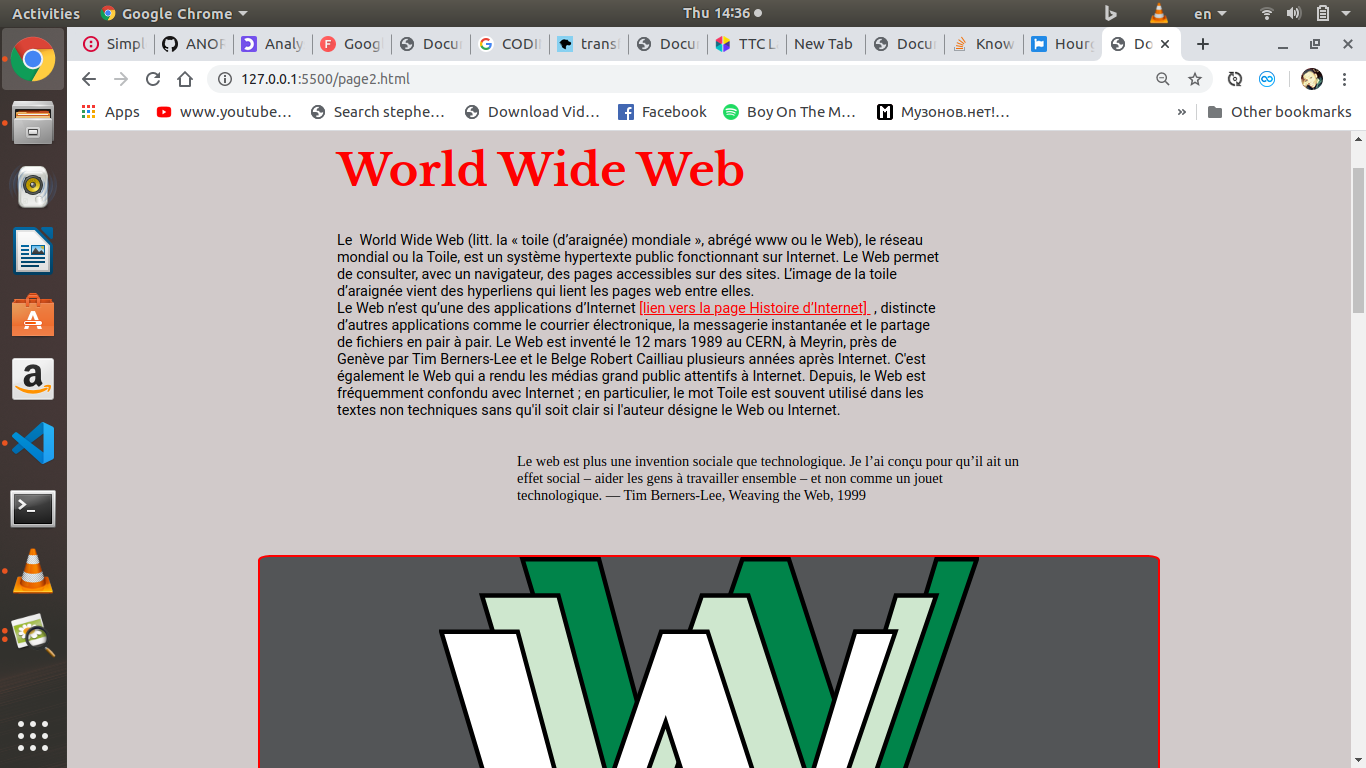 Activities Google Chrome Thu 14:36 en
Simpl ANOP Analy Goog Docu CODI trans Docu TTC L New Tab Docu Know Hourg Do
127.0.0.1:5500/page2.html
Apps www.youtube... Search stephe... Download Vid... Facebook Boy On The M... Музонов.нет!... » Other bookmarks
World Wide Web
Le World Wide Web (litt. la « toile (d’araignée) mondiale », abrégé www ou le Web), le réseau
mondial ou la Toile, est un système hypertexte public fonctionnant sur Internet. Le Web permet
de consulter, avec un navigateur, des pages accessibles sur des sites. L’image de la toile
d’araignée vient des hyperliens qui lient les pages web entre elles.
Le Web n’est qu’une des applications d’Internet [lien vers la page Histoire d’Internet] , distincte
d’autres applications comme le courrier électronique, la messagerie instantanée et le partage
de fichiers en pair à pair. Le Web est inventé le 12 mars 1989 au CERN, à Meyrin, près de
Genève par Tim Berners-Lee et le Belge Robert Cailliau plusieurs années après Internet. C'est
également le Web qui a rendu les médias grand public attentifs à Internet. Depuis, le Web est
fréquemment confondu avec Internet ; en particulier, le mot Toile est souvent utilisé dans les
textes non techniques sans qu'il soit clair si l'auteur désigne le Web ou Internet.
Le web est plus une invention sociale que technologique. Je l’ai conçu pour qu’il ait un
effet social – aider les gens à travailler ensemble – et non comme un jouet
technologique. — Tim Berners-Lee, Weaving the Web, 1999